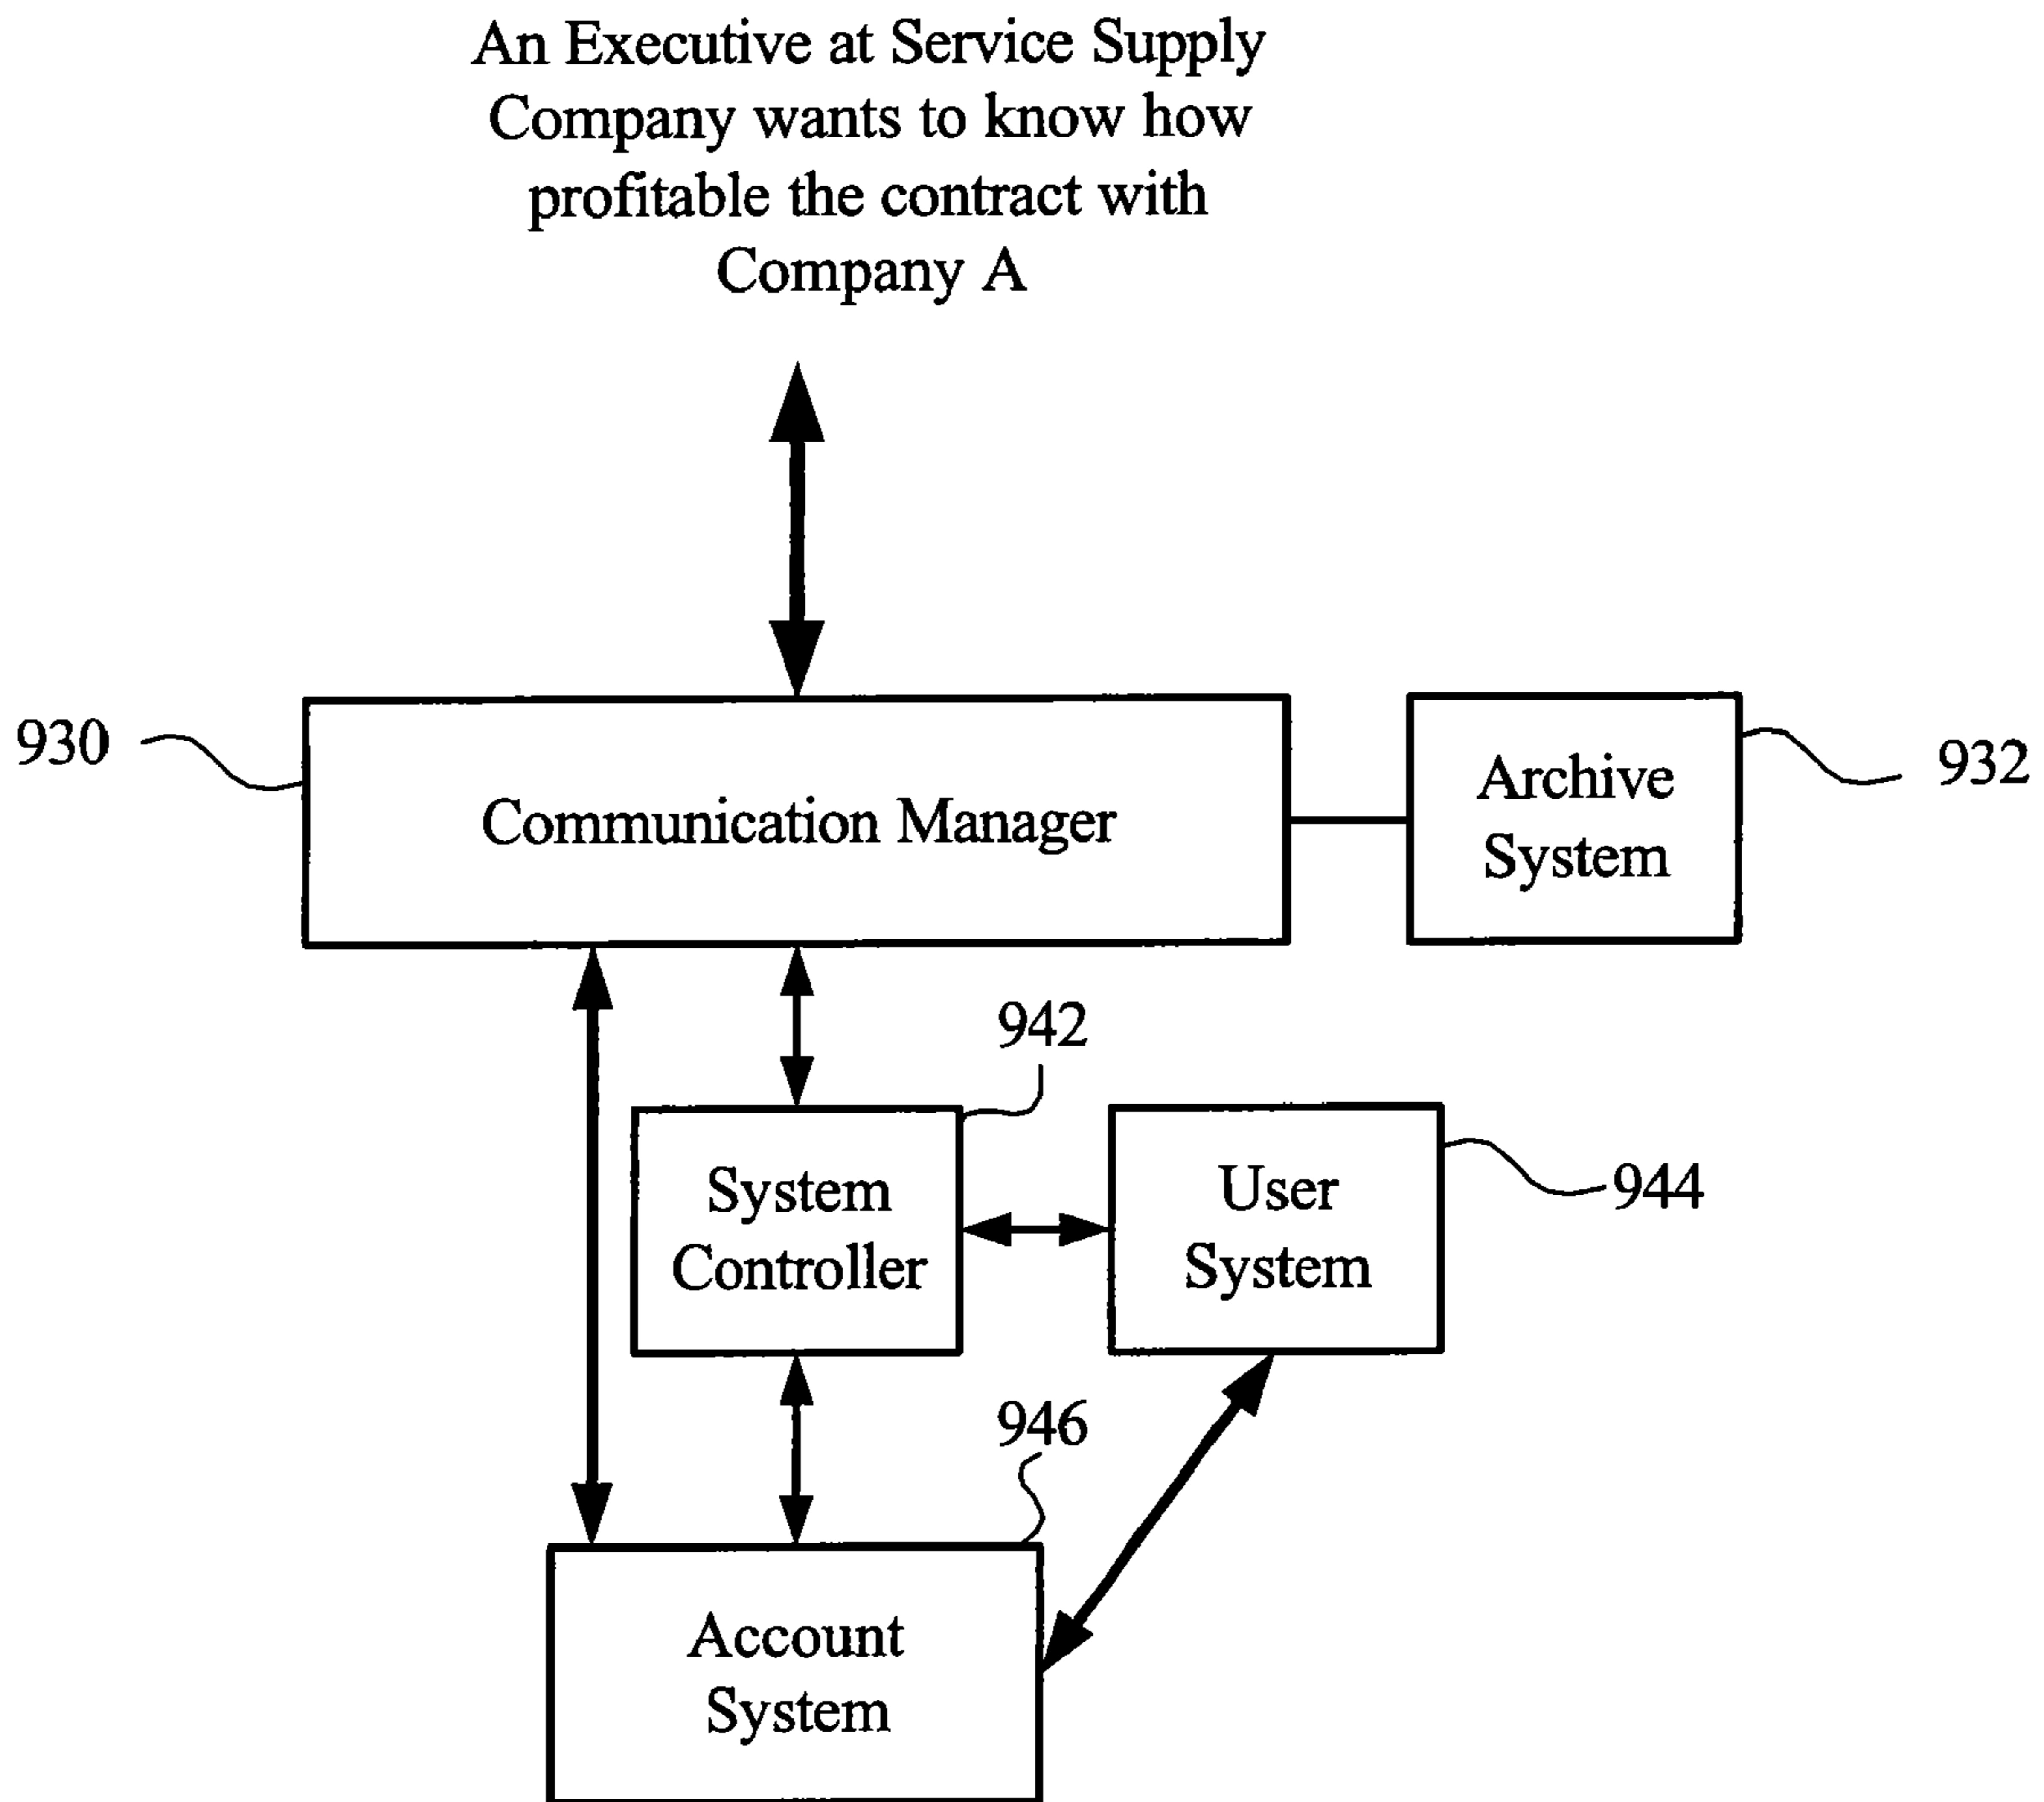 An Executive at Service Supply
Company wants to know how
profitable the contract with
Company A
930
Communication Manager
Archive
System
932
942
System
Controller
User
System
944
946
Account
System